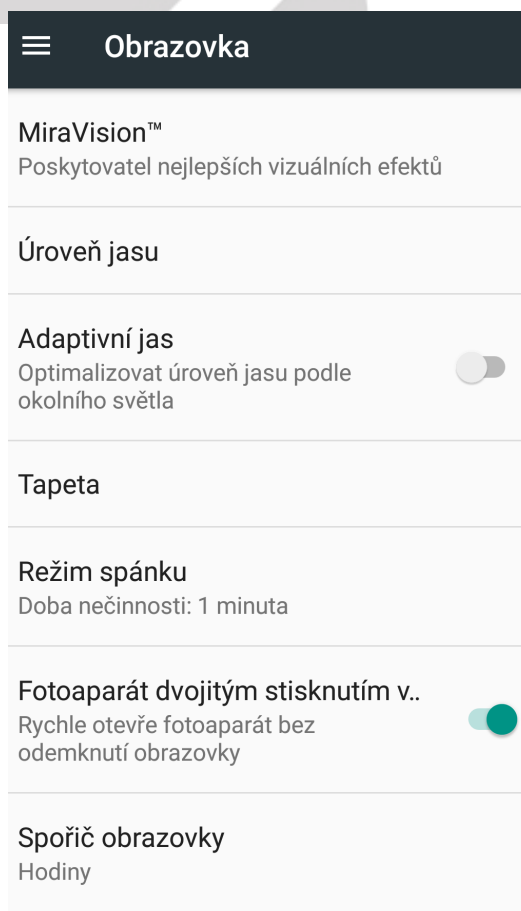 Obrazovka
MiraVision™
Poskytovatel nejlepších vizuálních efektů
Úroveň jasu
Adaptivní jas
Optimalizovat úroveň jasu podle
okolního světla
Tapeta
Režim spánku
Doba nečinnosti: 1 minuta
Fotoaparát dvojitým stisknutím v..
Rychle otevře fotoaparát bez
odemknutí obrazovky
Spořič obrazovky
Hodiny